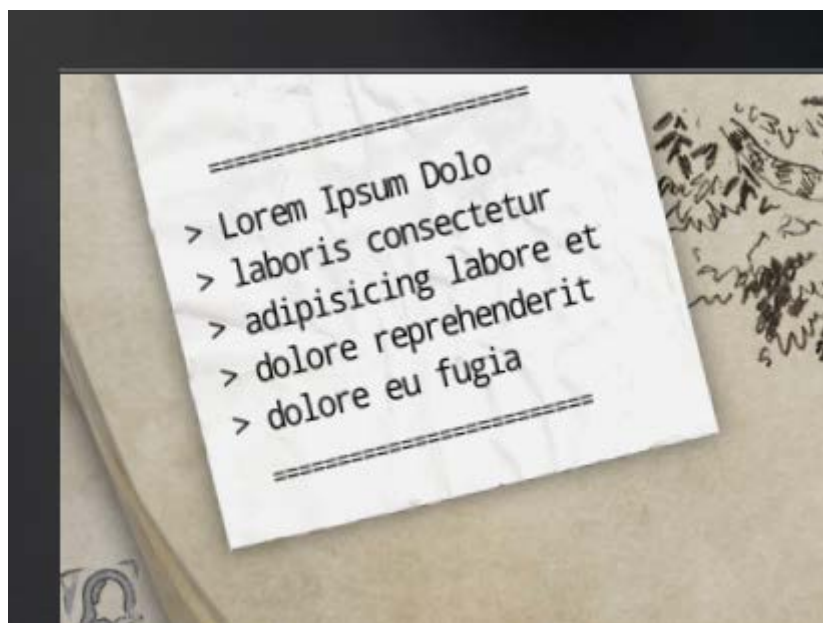 =========================
> Lorem Ipsum Dolo
> laboris consectetur
> adipisicing labore et
> dolore reprehenderit
> dolore eu fugia
=========================